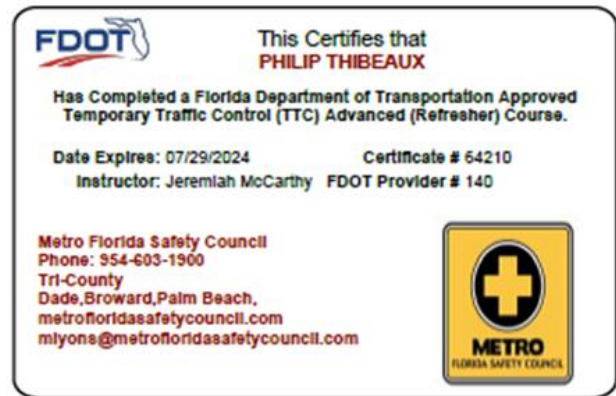 FDOT
This Certifies that
PHILIP THIBEAUX
Has Completed a Florida Department of Transportation Approved
Temporary Traffic Control (TTC) Advanced (Refresher) Course.
Date Expires: 07/29/2024 Certificate # 64210
Instructor: Jeremiah McCarthy FDOT Provider # 140
Metro Florida Safety Council
Phone: 954-603-1900
Tri-County
Dade,Broward,Palm Beach,
metrofloridasafetycouncil.com
mlyons@metrofloridasafetycouncil.com
METRO
FLORIDA SAFETY COUNCIL